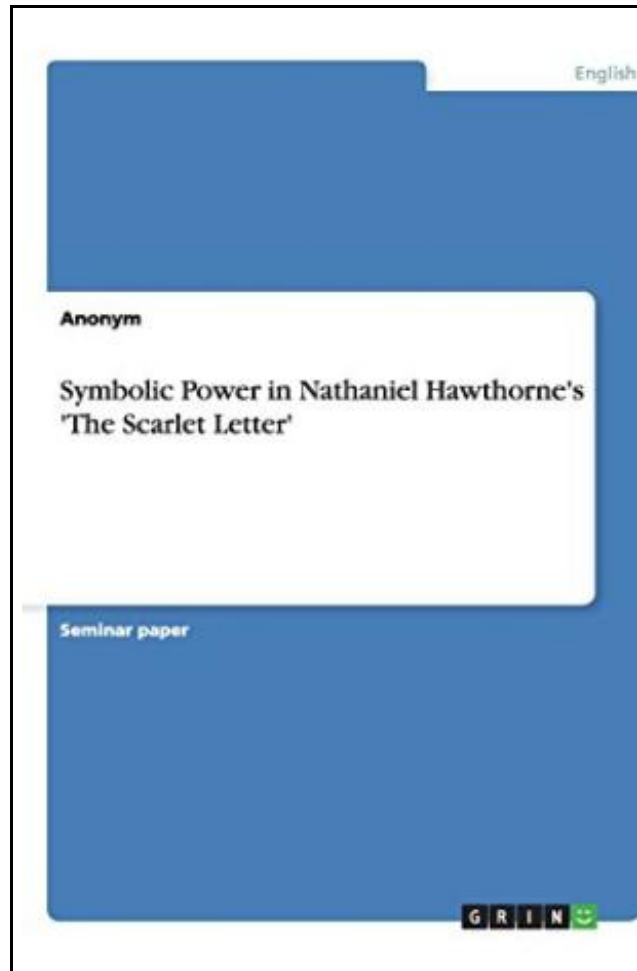 English
Anonym
Symbolic Power in Nathaniel Hawthorne's
'The Scarlet Letter'
Seminar paper
GRIN